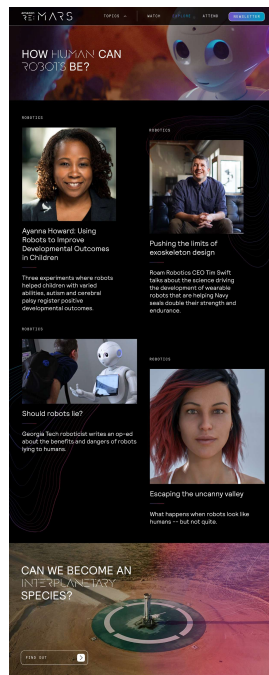 amazon
re:MARS
TOPICS
WATCH
EXPLORE
ATTEND
NEWSLETTER
HOW HUMAN CAN
ROBOTS BE?
ROBOTICS
Ayanna Howard: Using
Robots to Improve
Developmental Outcomes
in Children
Three experiments where robots
helped children with varied
abilities, autism and cerebral
palsy register positive
developmental outcomes.
ROBOTICS
Pushing the limits of
exoskeleton design
Roam Robotics CEO Tim Swift
talks about the science driving
the development of wearable
robots that are helping Navy
seals double their strength and
endurance.
ROBOTICS
Should robots lie?
Georgia Tech roboticist writes an op-ed
about the benefits and dangers of robots
lying to humans.
ROBOTICS
Escaping the uncanny valley
What happens when robots look like
humans -- but not quite.
CAN WE BECOME AN
INTERPLANETARY
SPECIES?
FIND OUT